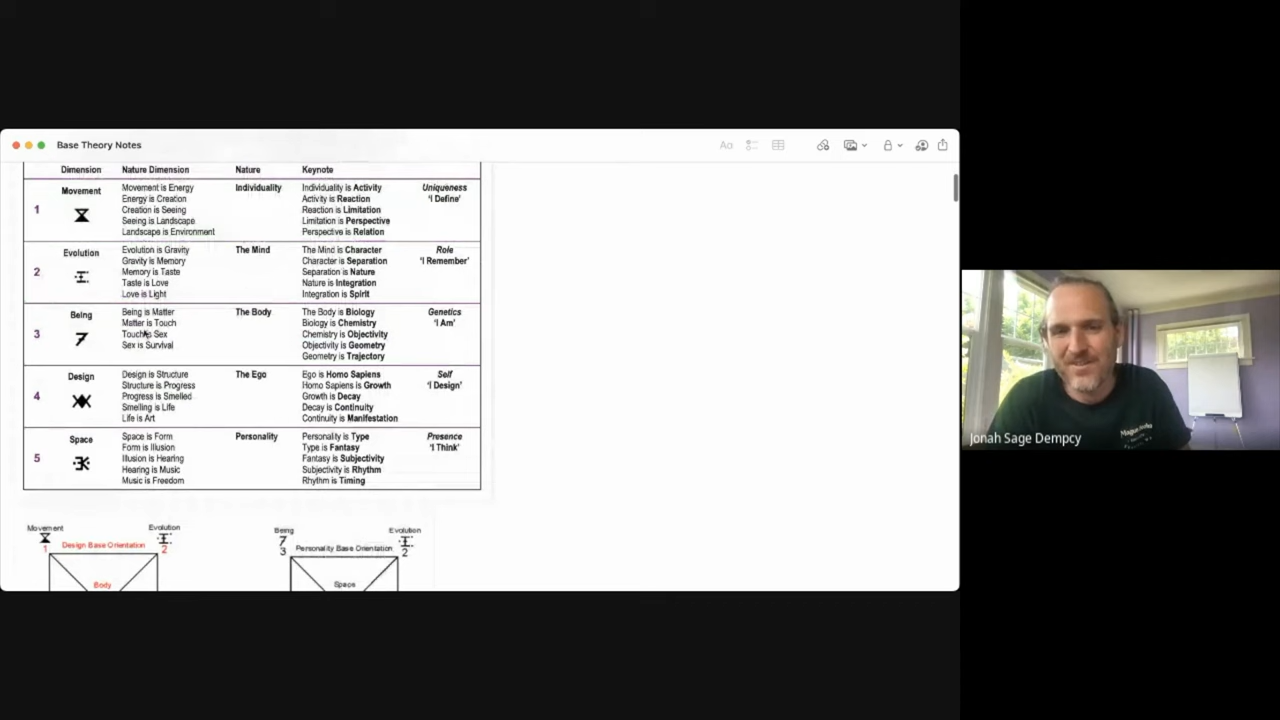 Base Theory Notes
Dimension Nature Dimension Nature Keynote
1 Movement Movement is Energy Individuality Individuality is Activity Uniqueness
Energy is Creation Activity is Reaction 'I Define'
Creation is Seeing Reaction is Limitation
Seeing is Landscape Limitation is Perspective
Landscape is Environment Perspective is Relation
2 Evolution Evolution is Gravity The Mind The Mind is Character Role
Gravity is Memory Character is Separation 'I Remember'
Memory is Taste Separation is Nature
Taste is Love Nature is Integration
Love is Light Integration is Spirit
3 Being Being is Matter The Body The Body is Biology Genetics
Matter is Touch Biology is Chemistry 'I Am'
Touch is Sex Chemistry is Objectivity
Sex is Survival Objectivity is Geometry
Geometry is Trajectory
4 Design Design is Structure The Ego Ego is Homo Sapiens Self
Structure is Progress Homo Sapiens is Growth 'I Design'
Progress is Smelled Growth is Decay
Smelling is Life Decay is Continuity
Life is Art Continuity is Manifestation
5 Space Space is Form Personality Personality is Type Presence
Form is Illusion Type is Fantasy 'I Think'
Illusion is Hearing Fantasy is Subjectivity
Hearing is Music Subjectivity is Rhythm
Music is Freedom Rhythm is Timing
Movement Evolution
1 Design Base Orientation 2
Body
Being Evolution
3 Personality Base Orientation 2
Space
Jonah Sage Dempcy